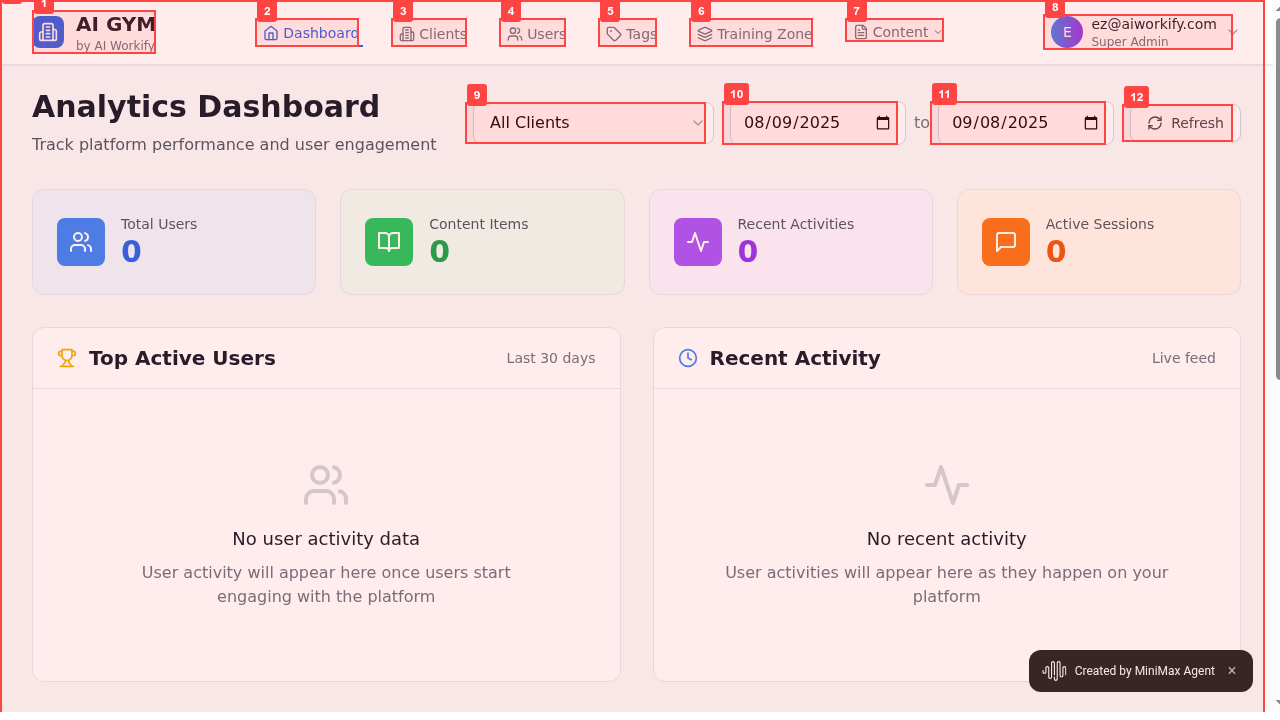 1
AI GYM
by AI Workify
2
Dashboard
3
Clients
4
Users
5
Tags
6
Training Zone
7
Content
8
E
ez@aiworkify.com
Super Admin
Analytics Dashboard
Track platform performance and user engagement
9
All Clients
10
08/09/2025
to
11
09/08/2025
12
Refresh
Total Users
0
Content Items
0
Recent Activities
0
Active Sessions
0
Top Active Users
Last 30 days
No user activity data
User activity will appear here once users start
engaging with the platform
Recent Activity
Live feed
No recent activity
User activities will appear here as they happen on your
platform
Created by MiniMax Agent ×